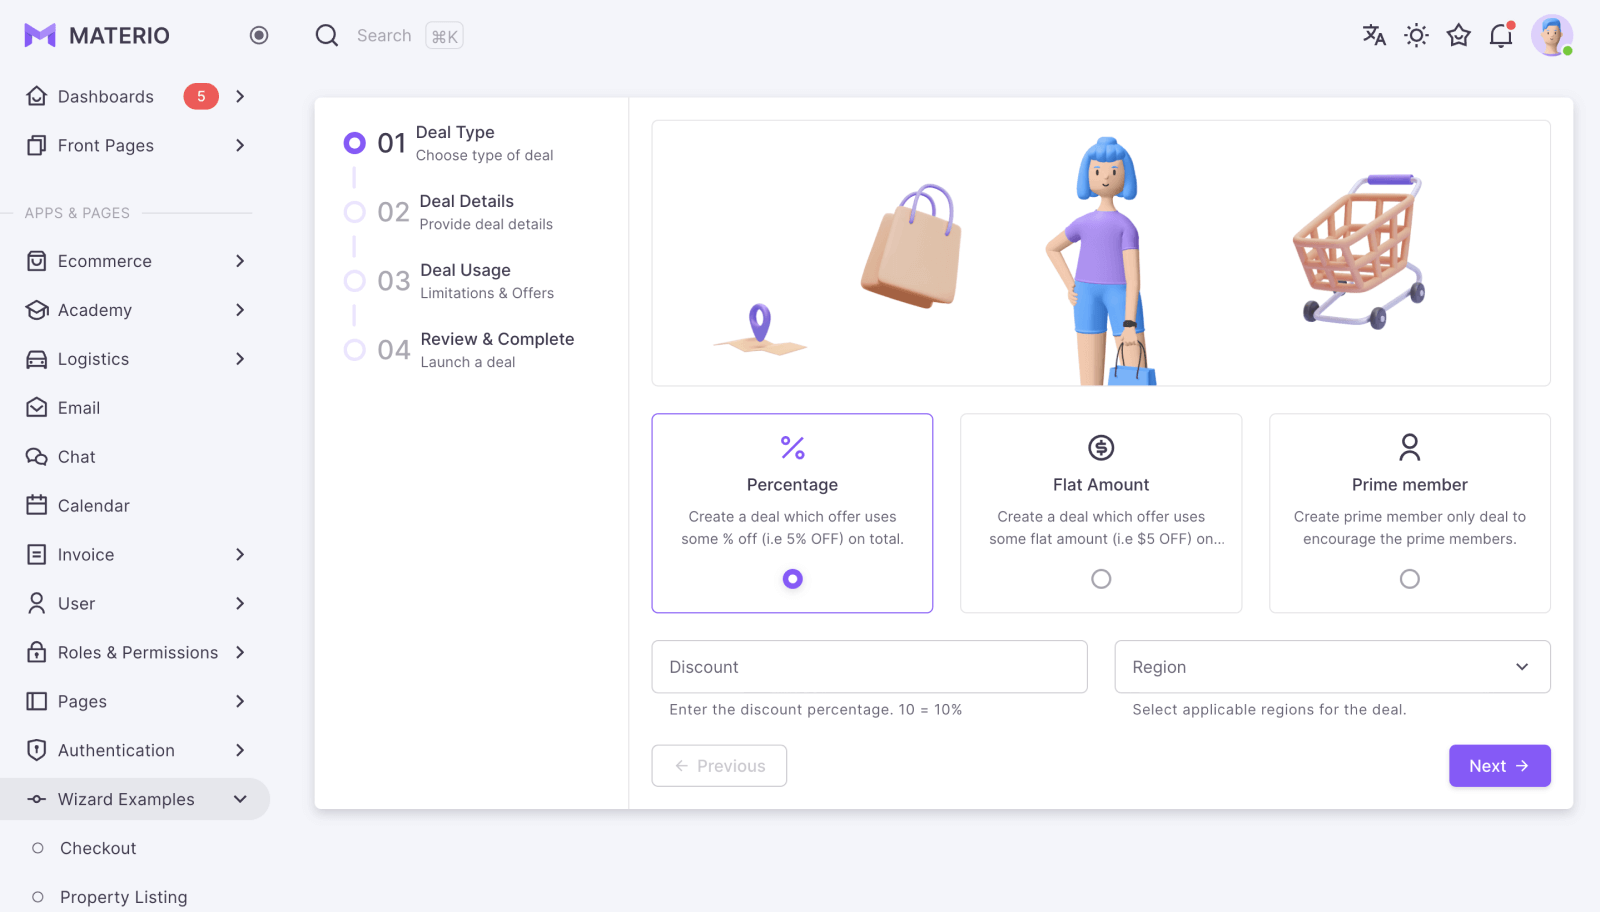 MATERIO
Search ⌘K
Dashboards 5
Front Pages
APPS & PAGES
Ecommerce
Academy
Logistics
Email
Chat
Calendar
Invoice
User
Roles & Permissions
Pages
Authentication
Wizard Examples
Checkout
Property Listing
01 Deal Type
Choose type of deal
02 Deal Details
Provide deal details
03 Deal Usage
Limitations & Offers
04 Review & Complete
Launch a deal
Percentage
Create a deal which offer uses
some % off (i.e 5% OFF) on total.
Flat Amount
Create a deal which offer uses
some flat amount (i.e $5 OFF) on...
Prime member
Create prime member only deal to
encourage the prime members.
Discount
Enter the discount percentage. 10 = 10%
Region
Select applicable regions for the deal.
← Previous
Next →